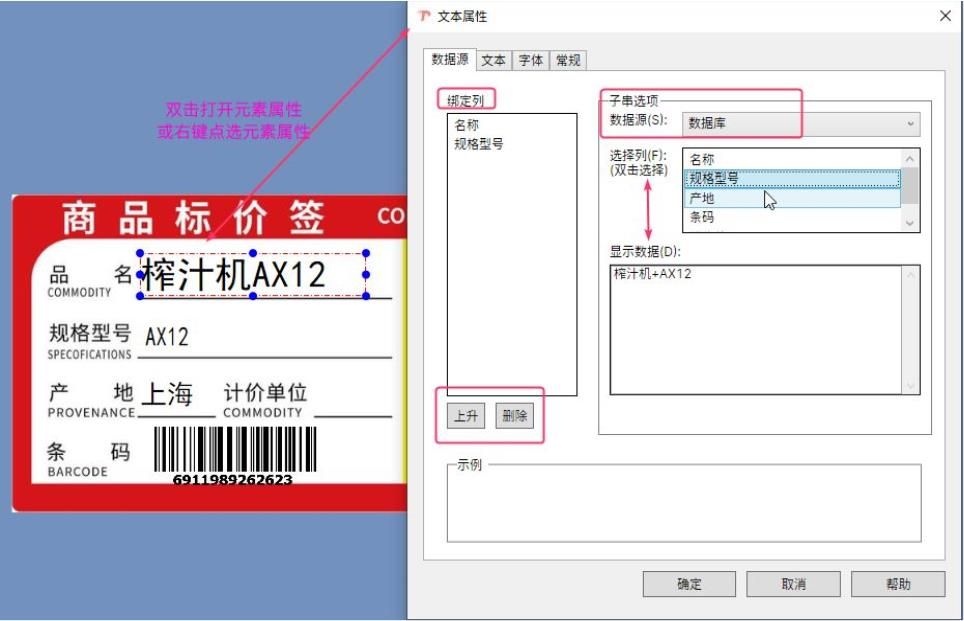 双击打开元素属性
或右键点选元素属性
商品标价签 CO
品 名 榨汁机AX12
COMMODITY
规格型号 AX12
SPECOFICATIONS
产 地 上海 计价单位
PROVENANCE COMMODITY
条 码
BARCODE
6911989262623
文本属性
数据源 文本 字体 常规
绑定列
名称
规格型号
上升 删除
子串选项
数据源(S): 数据库
选择列(F):
(双击选择)
名称
规格型号
产地
条码
显示数据(D):
榨汁机+AX12
示例
确定 取消 帮助